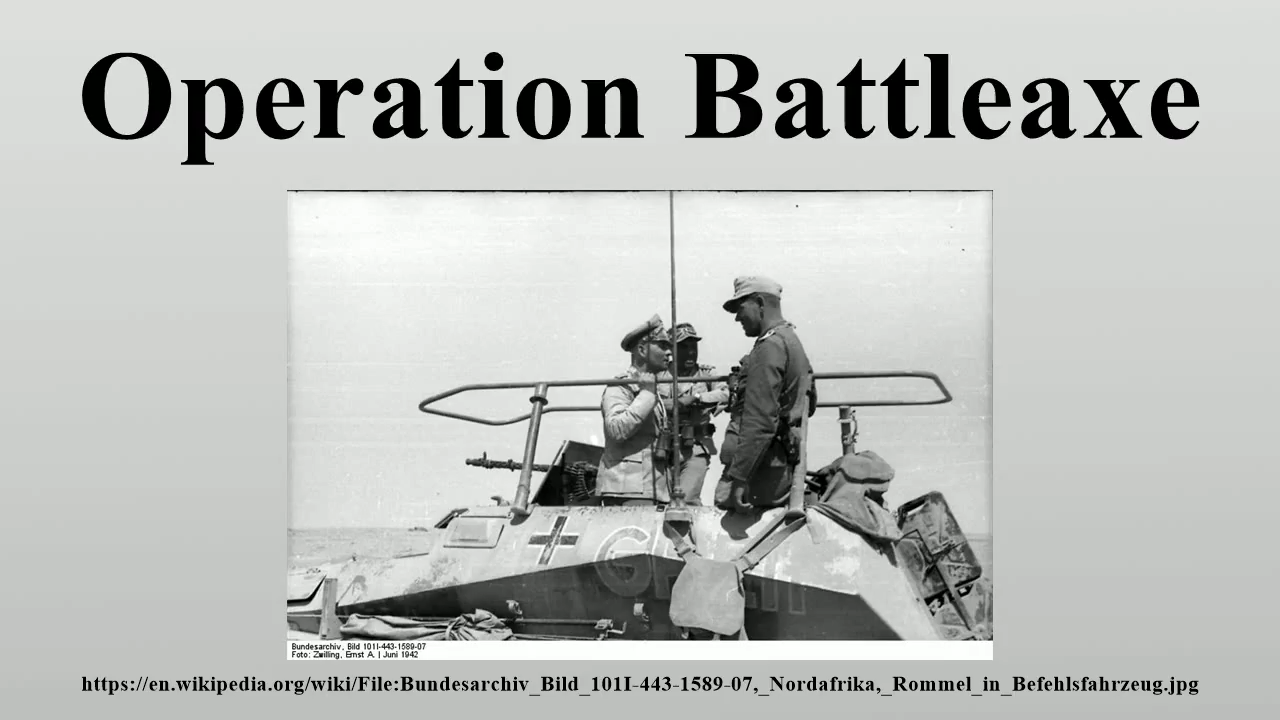 Operation Battleaxe
Bundesarchiv, Bild 101I-443-1589-07
Foto: Zwilling, Ernst A. | Juni 1942
https://en.wikipedia.org/wiki/File:Bundesarchiv_Bild_101I-443-1589-07,_Nordafrika,_Rommel_in_Befehlsfahrzeug.jpg